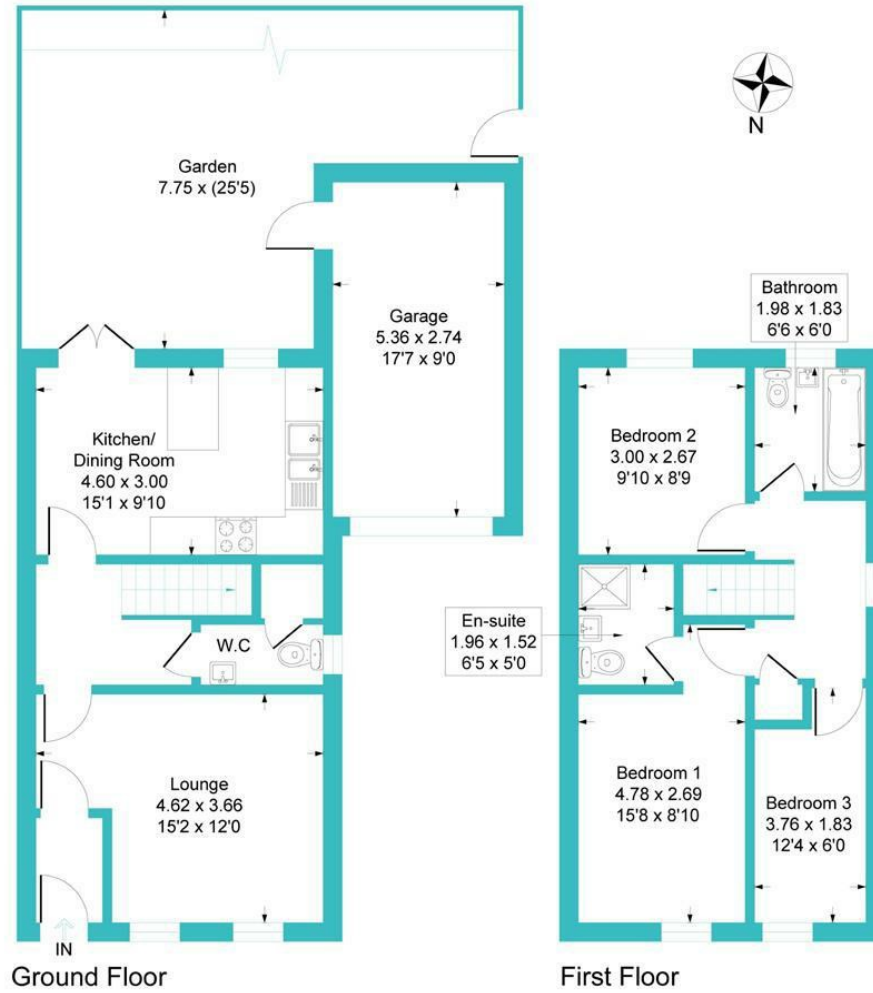 N
Garden
7.75 x (25'5)
Garage
5.36 x 2.74
17'7 x 9'0
Kitchen/
Dining Room
4.60 x 3.00
15'1 x 9'10
W.C
Lounge
4.62 x 3.66
15'2 x 12'0
IN
Ground Floor
Bathroom
1.98 x 1.83
6'6 x 6'0
Bedroom 2
3.00 x 2.67
9'10 x 8'9
En-suite
1.96 x 1.52
6'5 x 5'0
Bedroom 1
4.78 x 2.69
15'8 x 8'10
Bedroom 3
3.76 x 1.83
12'4 x 6'0
First Floor